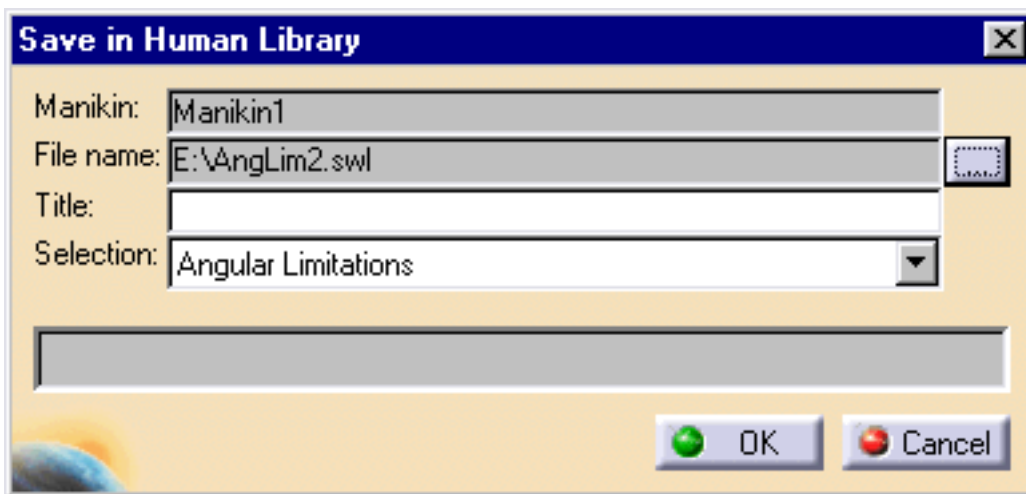 Save in Human Library
Manikin: Manikin1
File name: E:\AngLim2.swl
Title:
Selection: Angular Limitations
OK Cancel